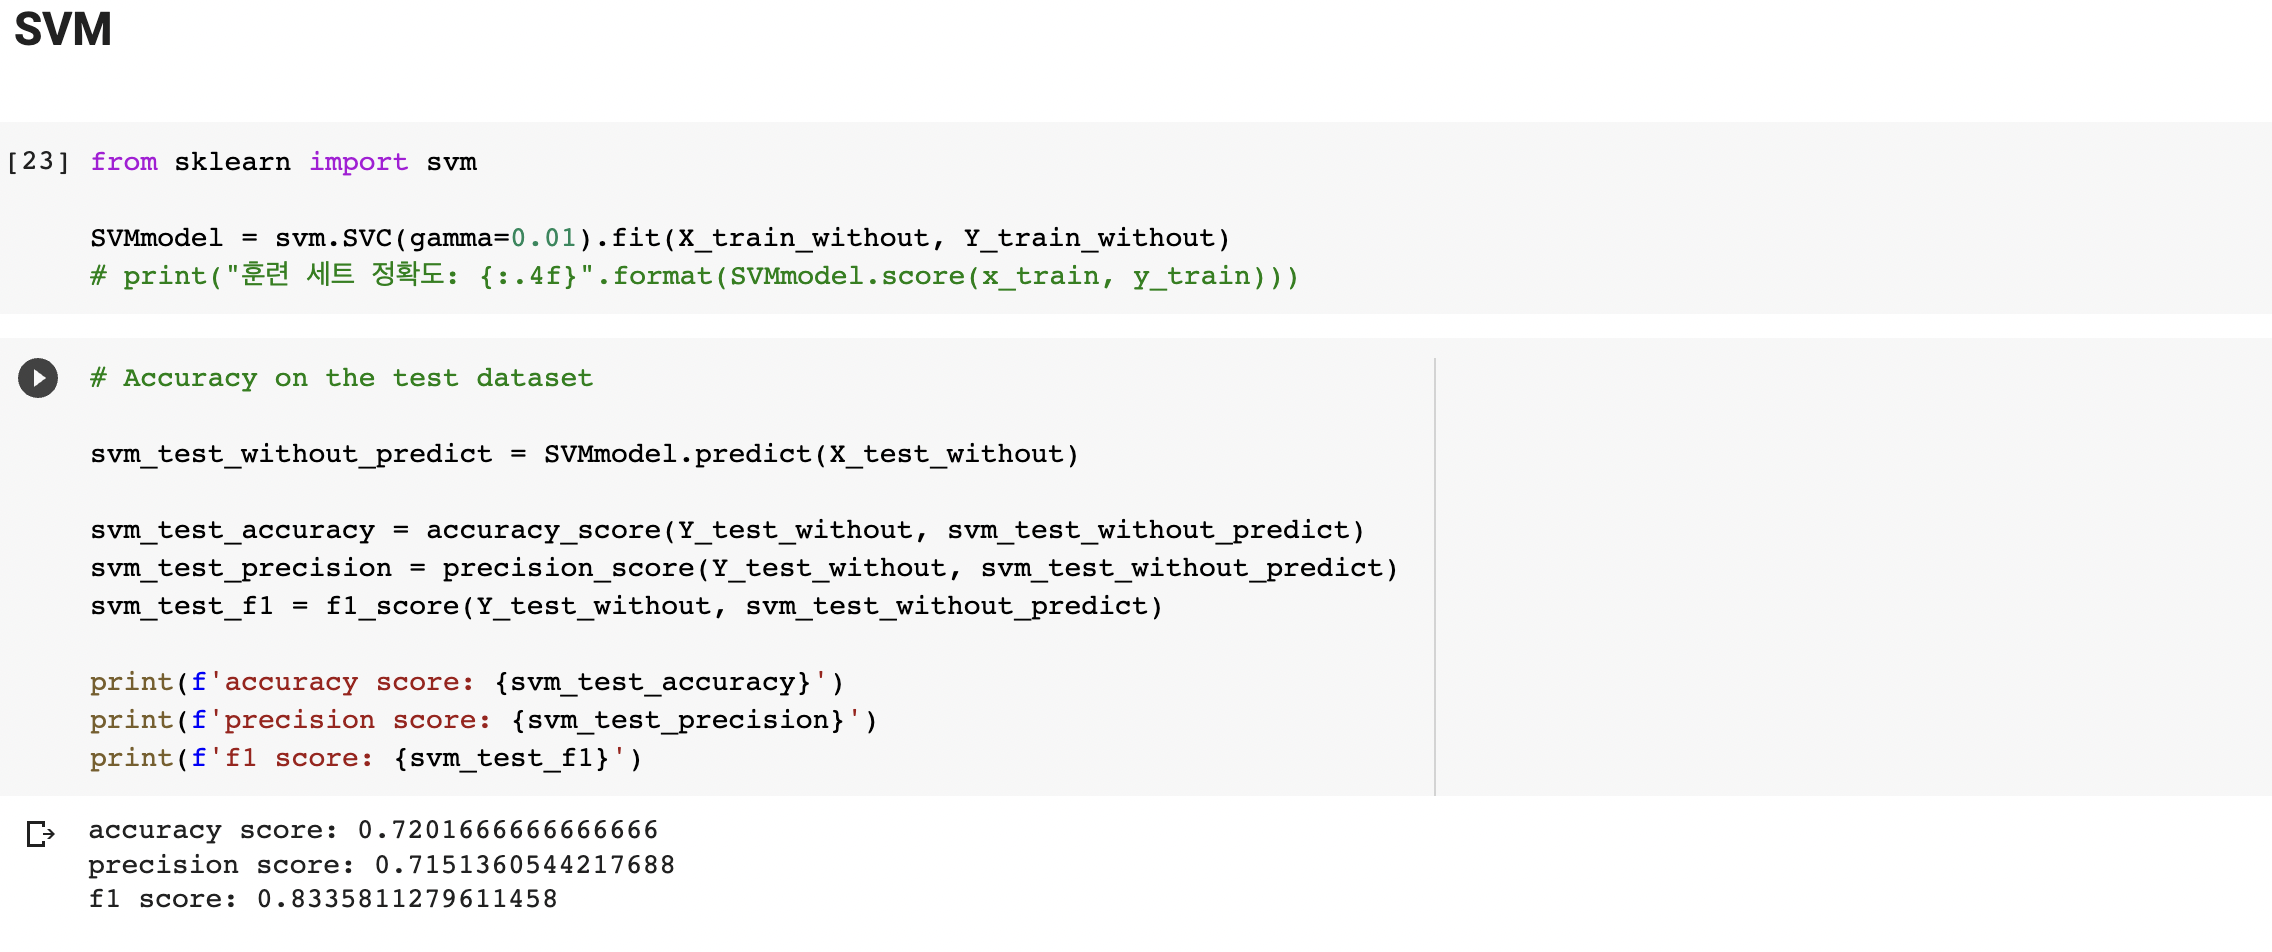 SVM
[23] from sklearn import svm
SVMmodel = svm.SVC(gamma=0.01).fit(X_train_without, Y_train_without)
# print("훈련 세트 정확도: {:.4f}".format(SVMmodel.score(x_train, y_train)))
# Accuracy on the test dataset
svm_test_without_predict = SVMmodel.predict(X_test_without)
svm_test_accuracy = accuracy_score(Y_test_without, svm_test_without_predict)
svm_test_precision = precision_score(Y_test_without, svm_test_without_predict)
svm_test_f1 = f1_score(Y_test_without, svm_test_without_predict)
print(f'accuracy score: {svm_test_accuracy}')
print(f'precision score: {svm_test_precision}')
print(f'f1 score: {svm_test_f1}')
accuracy score: 0.7201666666666666
precision score: 0.7151360544217688
f1 score: 0.8335811279611458